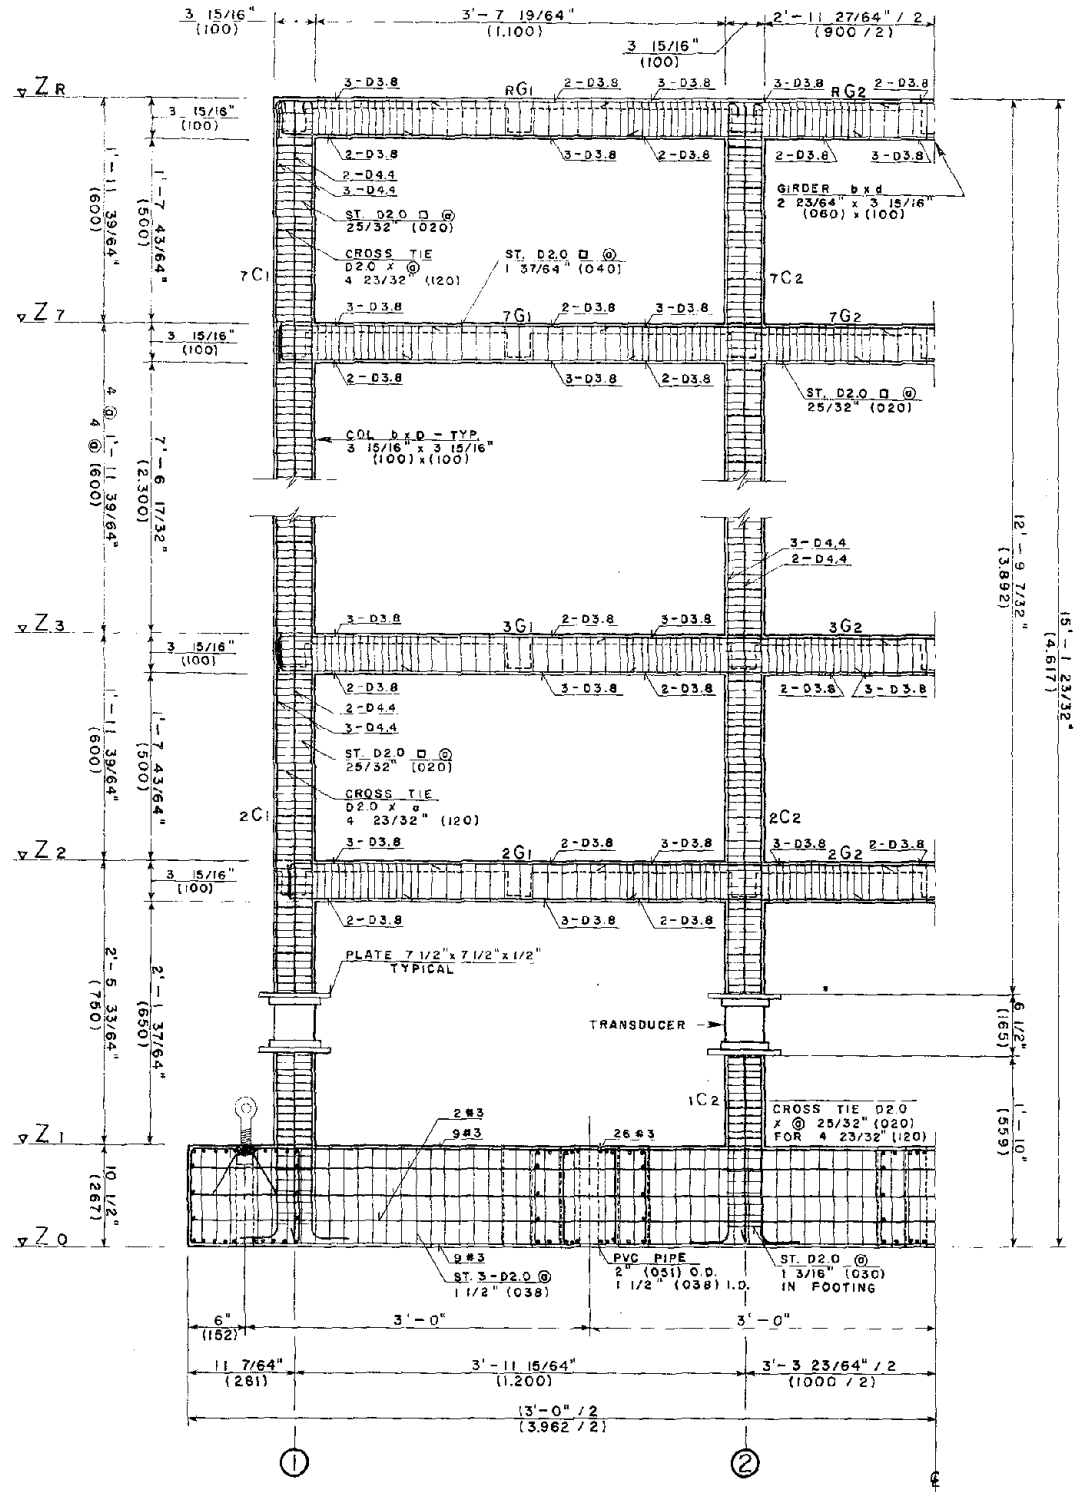 3 15/16"
(100)
3'- 7 19/64"
(1.100)
3 15/16"
(100)
2'- 11 27/64" / 2
(900 / 2)
Z R
3-D3.8
RG1
2-D3.8
3-D3.8
3-D3.8
2-D3.8
RG2
3 15/16"
(100)
2-D3.8
3-D3.8
2-D3.8
2-D3.8
3-D3.8
2-D4.4
3-D4.4
GIRDER b x d
2 23/64" x 3 15/16"
(060) x (100)
1'- 11 39/64"
(600)
1'- 7 43/64"
(500)
ST. D2.0 □ @
25/32" (020)
CROSS TIE
D2.0 x @
4 23/32" (120)
ST. D2.0 □ @
1 37/64" (040)
7C1
7C2
Z 7
3-D3.8
7G1
2-D3.8
3-D3.8
7G2
3 15/16"
(100)
2-D3.8
3-D3.8
2-D3.8
ST. D2.0 □ @
25/32" (020)
4 @ 1'- 11 39/64"
4 @ (600)
7'- 6 17/32"
(2.300)
COL b x D - TYP.
3 15/16" x 3 15/16"
(100) x (100)
3-D4.4
2-D4.4
12'- 9 7/32"
(3.892)
15'- 1 23/32"
(4.617)
Z 3
3-D3.8
3G1
2-D3.8
3-D3.8
3G2
3 15/16"
(100)
2-D3.8
3-D3.8
2-D3.8
2-D3.8
3-D3.8
2-D4.4
3-D4.4
1'- 11 39/64"
(600)
1'- 7 43/64"
(500)
ST. D2.0 □ @
25/32" (020)
CROSS TIE
D2.0 x @
4 23/32" (120)
2C1
2C2
Z 2
3-D3.8
2G1
2-D3.8
3-D3.8
3-D3.8
2-D3.8
2G2
3 15/16"
(100)
2-D3.8
3-D3.8
2-D3.8
PLATE 7 1/2" x 7 1/2" x 1/2"
TYPICAL
2'- 5 33/64"
(750)
2'- 1 37/64"
(650)
TRANSDUCER
6 1/2"
(165)
1C2
CROSS TIE D2.0
x @ 25/32" (020)
FOR 4 23/32" (120)
1'- 10"
(559)
2 #3
9 #3
26 #3
Z 1
10 1/2"
(267)
Z 0
9 #3
ST. 3-D2.0 @
1 1/2" (038)
PVC PIPE
2" (051) O.D.
1 1/2" (038) I.D.
ST. D2.0 @
1 3/16" (030)
IN FOOTING
6"
(152)
3'- 0"
3'- 0"
11 7/64"
(281)
3'- 11 15/64"
(1.200)
3'- 3 23/64" / 2
(1000 / 2)
(3'- 0" / 2
(3.962 / 2)
1
2
℄